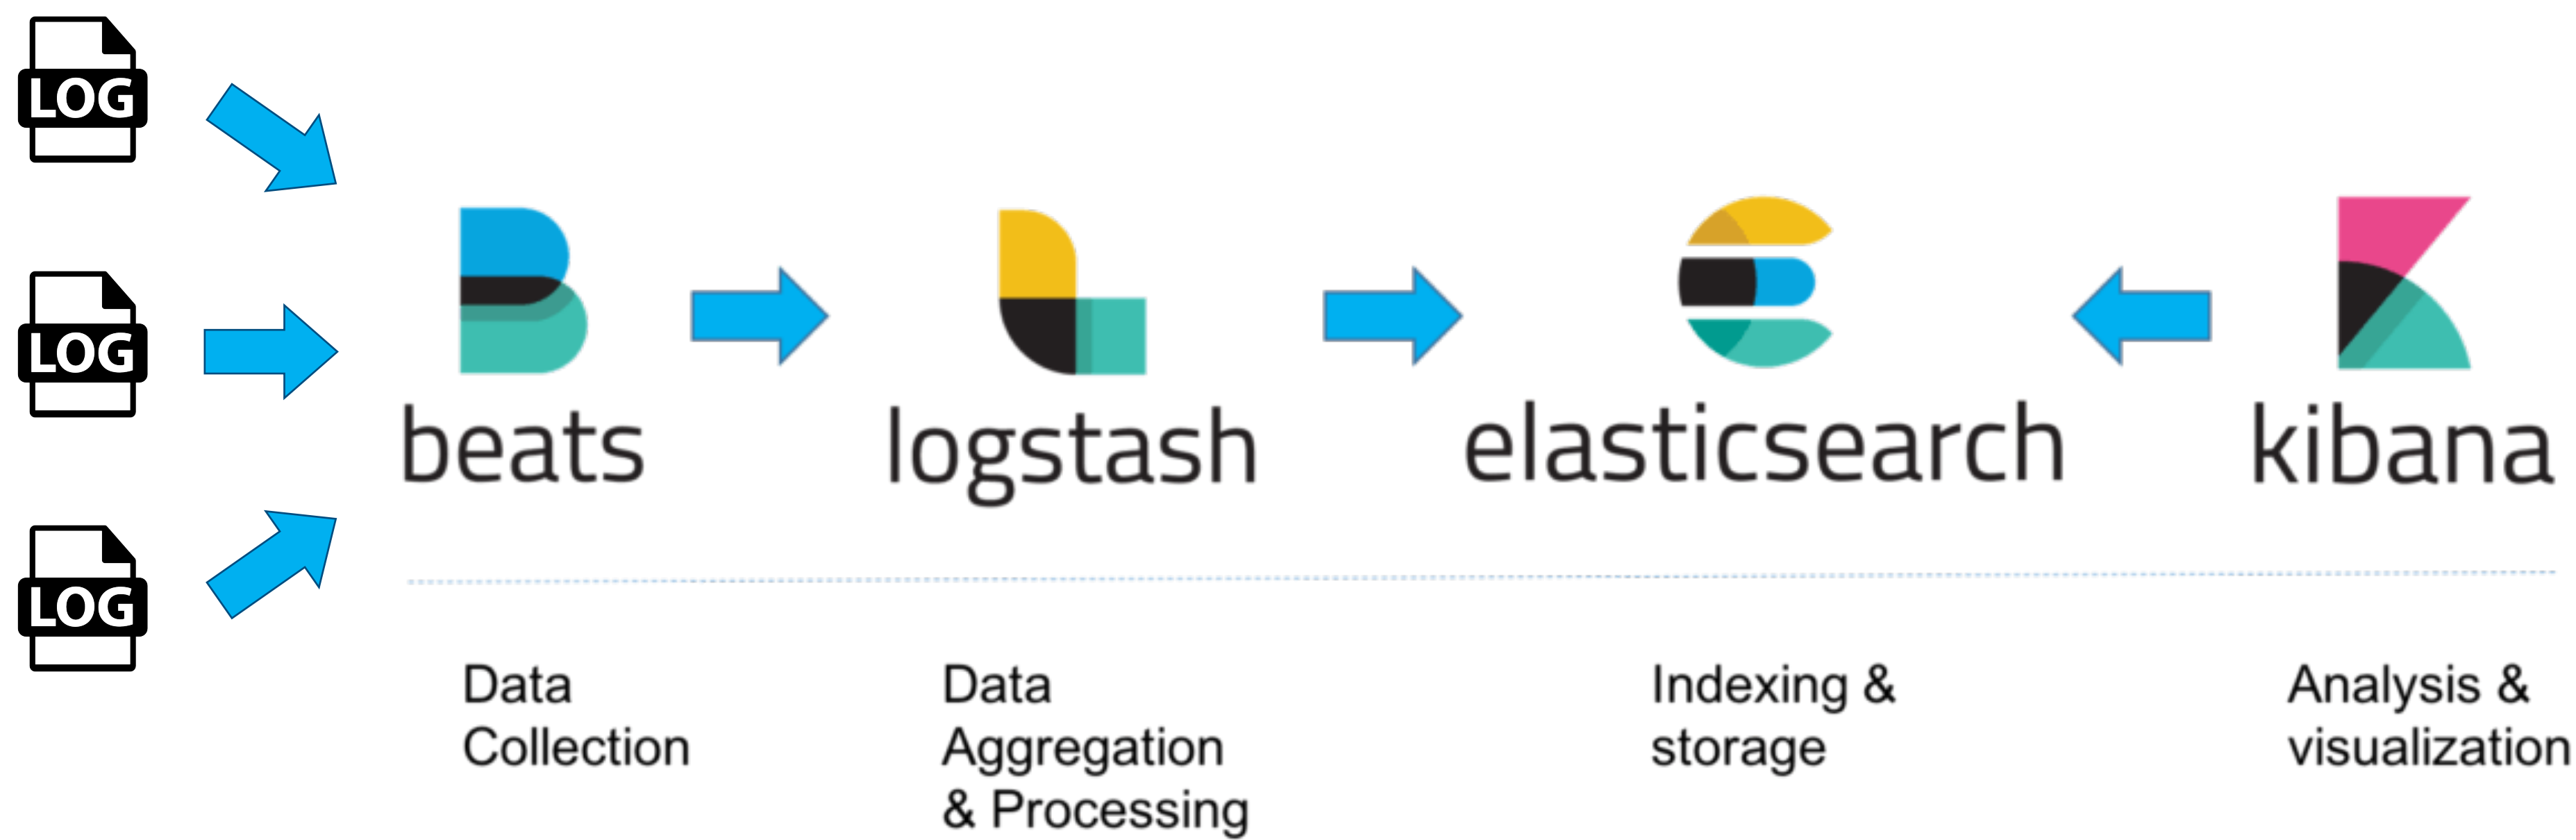 LOG
LOG
LOG
beats
logstash
elasticsearch
kibana
Data
Collection
Data
Aggregation
& Processing
Indexing &
storage
Analysis &
visualization